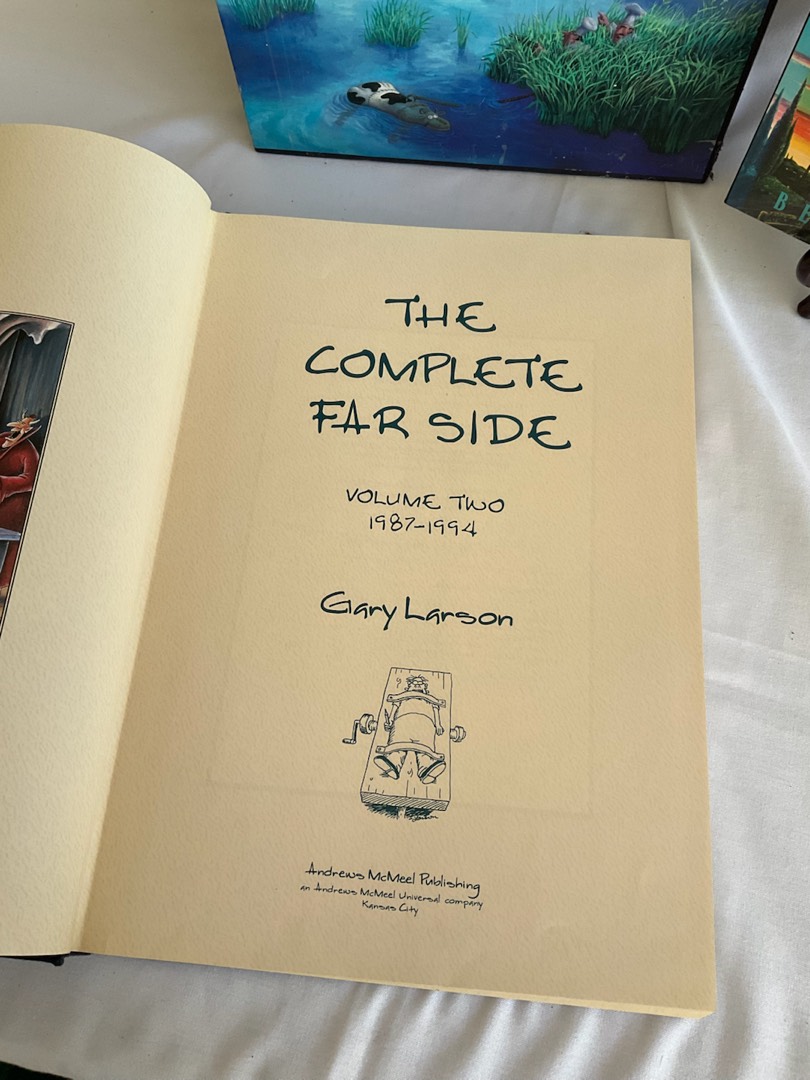 THE
COMPLETE
FAR SIDE
VOLUME TWO
1987–1994
Gary Larson
Andrews McMeel Publishing
an Andrews McMeel Universal company
Kansas City